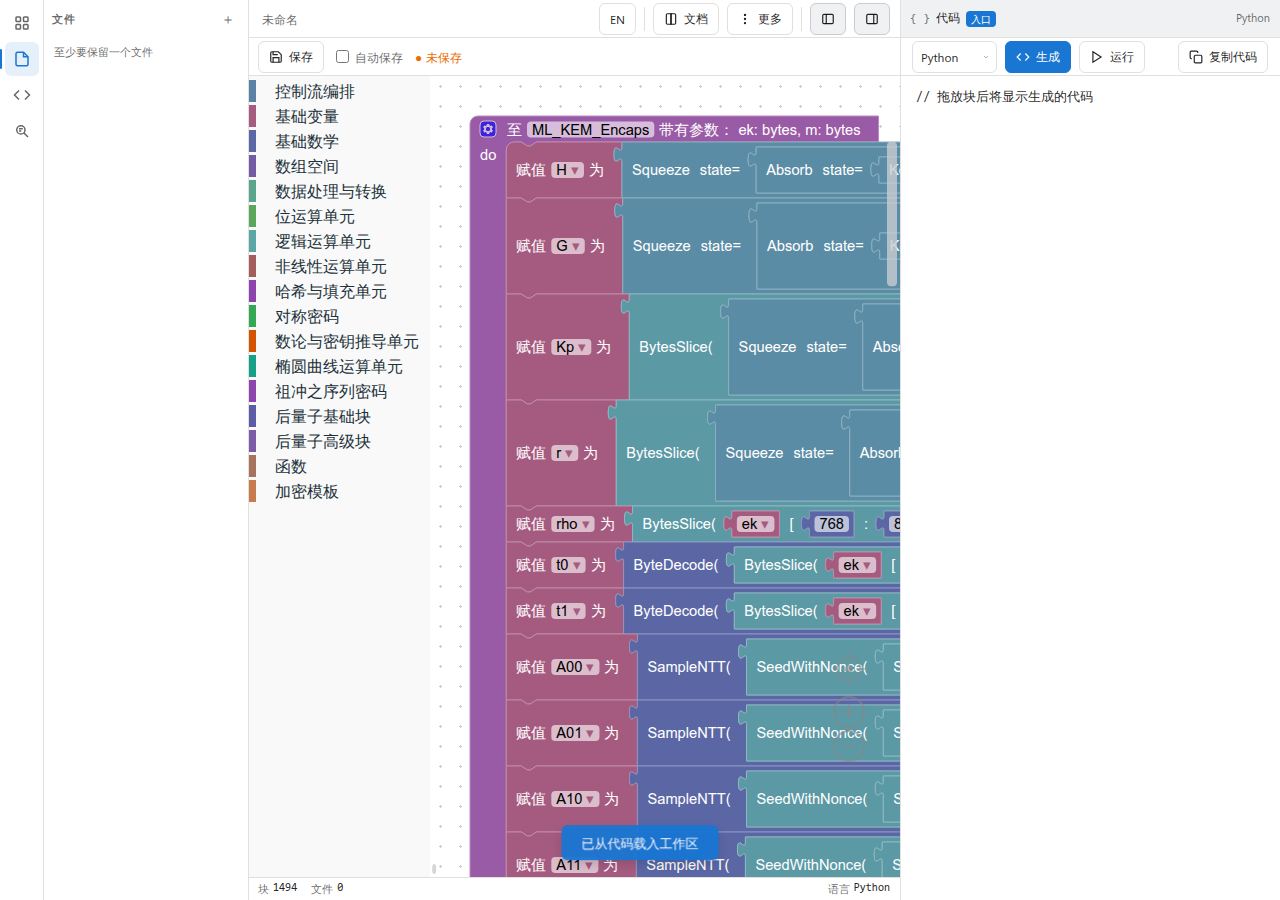 文件
+
至少要保留一个文件
未命名
EN
文档
更多
{ } 代码 入口
Python
保存
自动保存
● 未保存
Python
生成
运行
复制代码
// 拖放块后将显示生成的代码
控制流编排
基础变量
基础数学
数组空间
数据处理与转换
位运算单元
逻辑运算单元
非线性运算单元
哈希与填充单元
对称密码
数论与密钥推导单元
椭圆曲线运算单元
祖冲之序列密码
后量子基础块
后量子高级块
函数
加密模板
至 ML_KEM_Encaps 带有参数： ek: bytes, m: bytes
do
赋值 H 为 Squeeze state= Absorb state=
赋值 G 为 Squeeze state= Absorb state=
赋值 Kp 为 BytesSlice( Squeeze state=
赋值 r 为 BytesSlice( Squeeze state=
赋值 rho 为 BytesSlice( ek [ 768 :
赋值 t0 为 ByteDecode( BytesSlice( ek [
赋值 t1 为 ByteDecode( BytesSlice( ek [
赋值 A00 为 SampleNTT( SeedWithNonce(
赋值 A01 为 SampleNTT( SeedWithNonce(
赋值 A10 为 SampleNTT( SeedWithNonce(
赋值 A11 为 SampleNTT( SeedWithNonce(
已从代码载入工作区
块 1494 文件 0
语言 Python